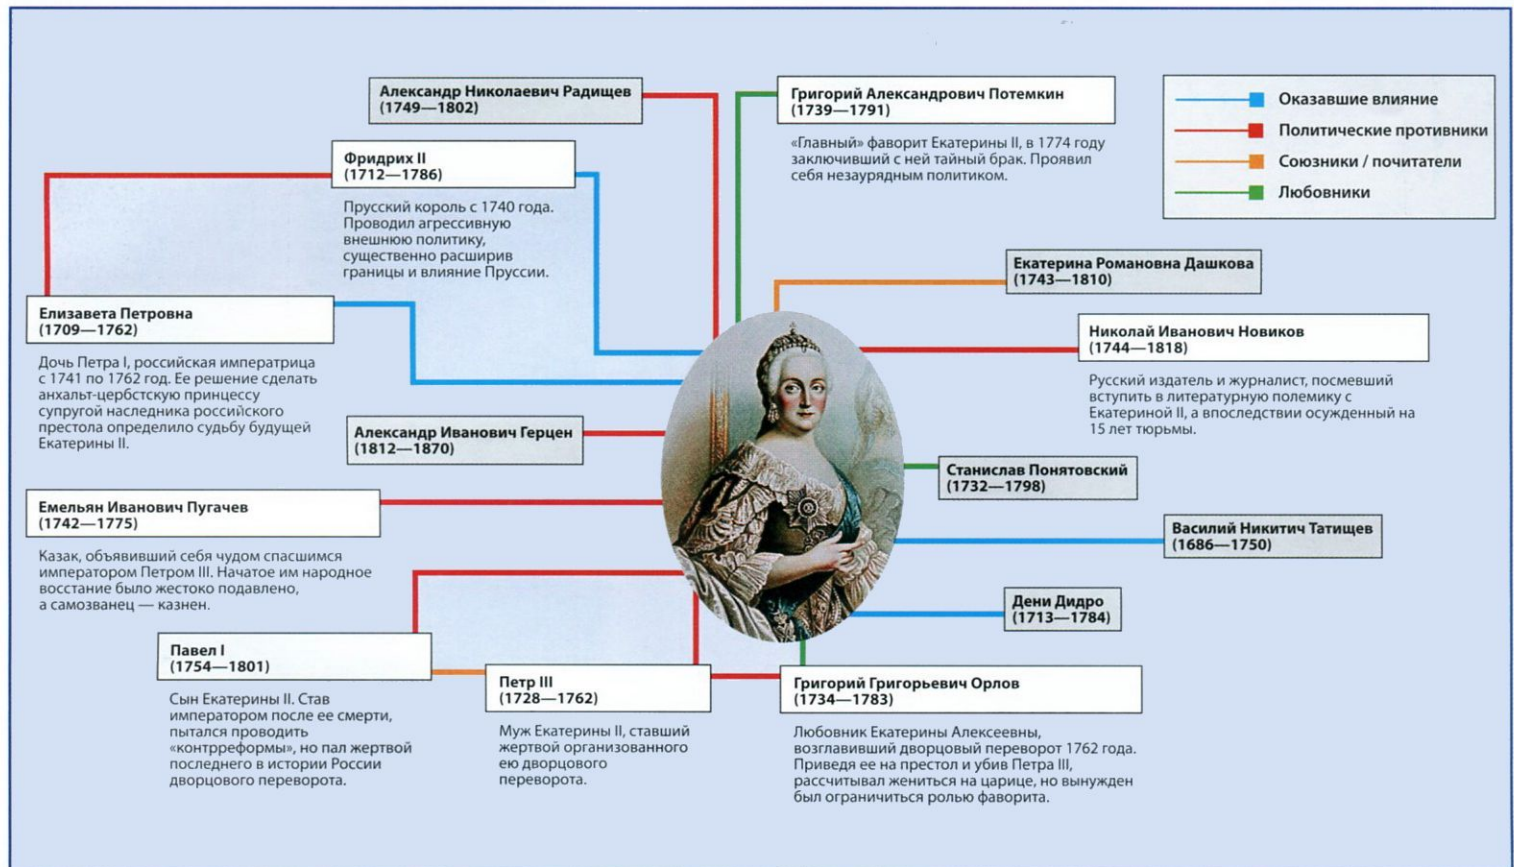 Александр Николаевич Радищев
(1749—1802)
Григорий Александрович Потемкин
(1739—1791)
«Главный» фаворит Екатерины II, в 1774 году
заключивший с ней тайный брак. Проявил
себя незаурядным политиком.
Оказавшие влияние
Политические противники
Союзники / почитатели
Любовники
Фридрих II
(1712—1786)
Прусский король с 1740 года.
Проводил агрессивную
внешнюю политику,
существенно расширив
границы и влияние Пруссии.
Екатерина Романовна Дашкова
(1743—1810)
Елизавета Петровна
(1709—1762)
Дочь Петра I, российская императрица
с 1741 по 1762 год. Ее решение сделать
анхальт-цербстскую принцессу
супругой наследника российского
престола определило судьбу будущей
Екатерины II.
Николай Иванович Новиков
(1744—1818)
Русский издатель и журналист, посмевший
вступить в литературную полемику с
Екатериной II, а впоследствии осужденный на
15 лет тюрьмы.
Александр Иванович Герцен
(1812—1870)
Станислав Понятовский
(1732—1798)
Емельян Иванович Пугачев
(1742—1775)
Казак, объявивший себя чудом спасшимся
императором Петром III. Начатое им народное
восстание было жестоко подавлено,
а самозванец — казнен.
Василий Никитич Татищев
(1686—1750)
Дени Дидро
(1713—1784)
Павел I
(1754—1801)
Сын Екатерины II. Став
императором после ее смерти,
пытался проводить
«контрреформы», но пал жертвой
последнего в истории России
дворцового переворота.
Петр III
(1728—1762)
Муж Екатерины II, ставший
жертвой организованного
ею дворцового
переворота.
Григорий Григорьевич Орлов
(1734—1783)
Любовник Екатерины Алексеевны,
возглавивший дворцовый переворот 1762 года.
Приведя ее на престол и убив Петра III,
рассчитывал жениться на царице, но вынужден
был ограничиться ролью фаворита.